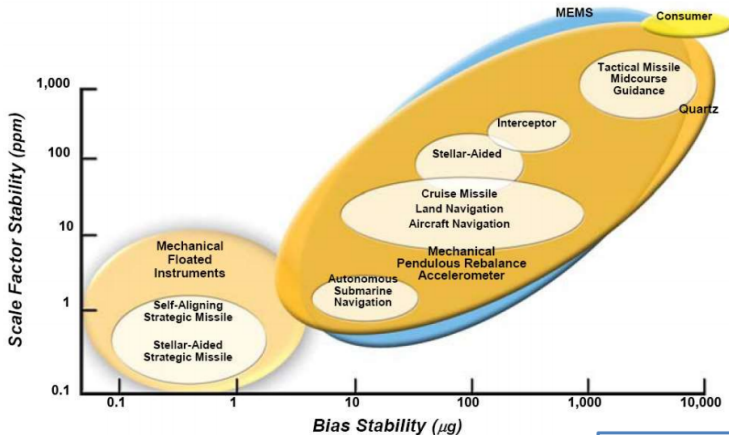 MEMS
Consumer
Tactical Missile
Midcourse
Guidance
Quartz
Interceptor
Stellar-Aided
Cruise Missile
Land Navigation
Aircraft Navigation
Mechanical
Pendulous Rebalance
Accelerometer
Autonomous
Submarine
Navigation
Mechanical
Floated
Instruments
Self-Aligning
Strategic Missile
Stellar-Aided
Strategic Missile
Scale Factor Stability (ppm)
1,000
100
10
1
0.1
0.1 1 10 100 1,000 10,000
Bias Stability (µg)